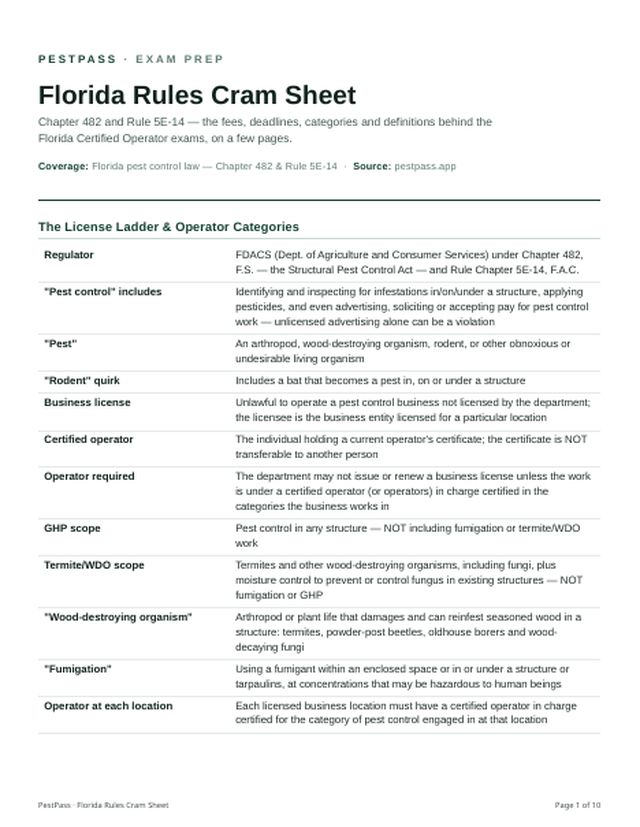 PESTPASS · EXAM PREP
Florida Rules Cram Sheet
Chapter 482 and Rule 5E-14 — the fees, deadlines, categories and definitions behind the
Florida Certified Operator exams, on a few pages.
Coverage: Florida pest control law — Chapter 482 & Rule 5E-14 · Source: pestpass.app
The License Ladder & Operator Categories
Regulator
FDACS (Dept. of Agriculture and Consumer Services) under Chapter 482,
F.S. — the Structural Pest Control Act — and Rule Chapter 5E-14, F.A.C.
"Pest control" includes
Identifying and inspecting for infestations in/on/under a structure, applying
pesticides, and even advertising, soliciting or accepting pay for pest control
work — unlicensed advertising alone can be a violation
"Pest"
An arthropod, wood-destroying organism, rodent, or other obnoxious or
undesirable living organism
"Rodent" quirk
Includes a bat that becomes a pest in, on or under a structure
Business license
Unlawful to operate a pest control business not licensed by the department;
the licensee is the business entity licensed for a particular location
Certified operator
The individual holding a current operator's certificate; the certificate is NOT
transferable to another person
Operator required
The department may not issue or renew a business license unless the work
is under a certified operator (or operators) in charge certified in the
categories the business works in
GHP scope
Pest control in any structure — NOT including fumigation or termite/WDO
work
Termite/WDO scope
Termites and other wood-destroying organisms, including fungi, plus
moisture control to prevent or control fungus in existing structures — NOT
fumigation or GHP
"Wood-destroying organism"
Arthropod or plant life that damages and can reinfest seasoned wood in a
structure: termites, powder-post beetles, oldhouse borers and wood-
decaying fungi
"Fumigation"
Using a fumigant within an enclosed space or in or under a structure or
tarpaulins, at concentrations that may be hazardous to human beings
Operator at each location
Each licensed business location must have a certified operator in charge
certified for the category of pest control engaged in at that location
PestPass · Florida Rules Cram Sheet
Page 1 of 10